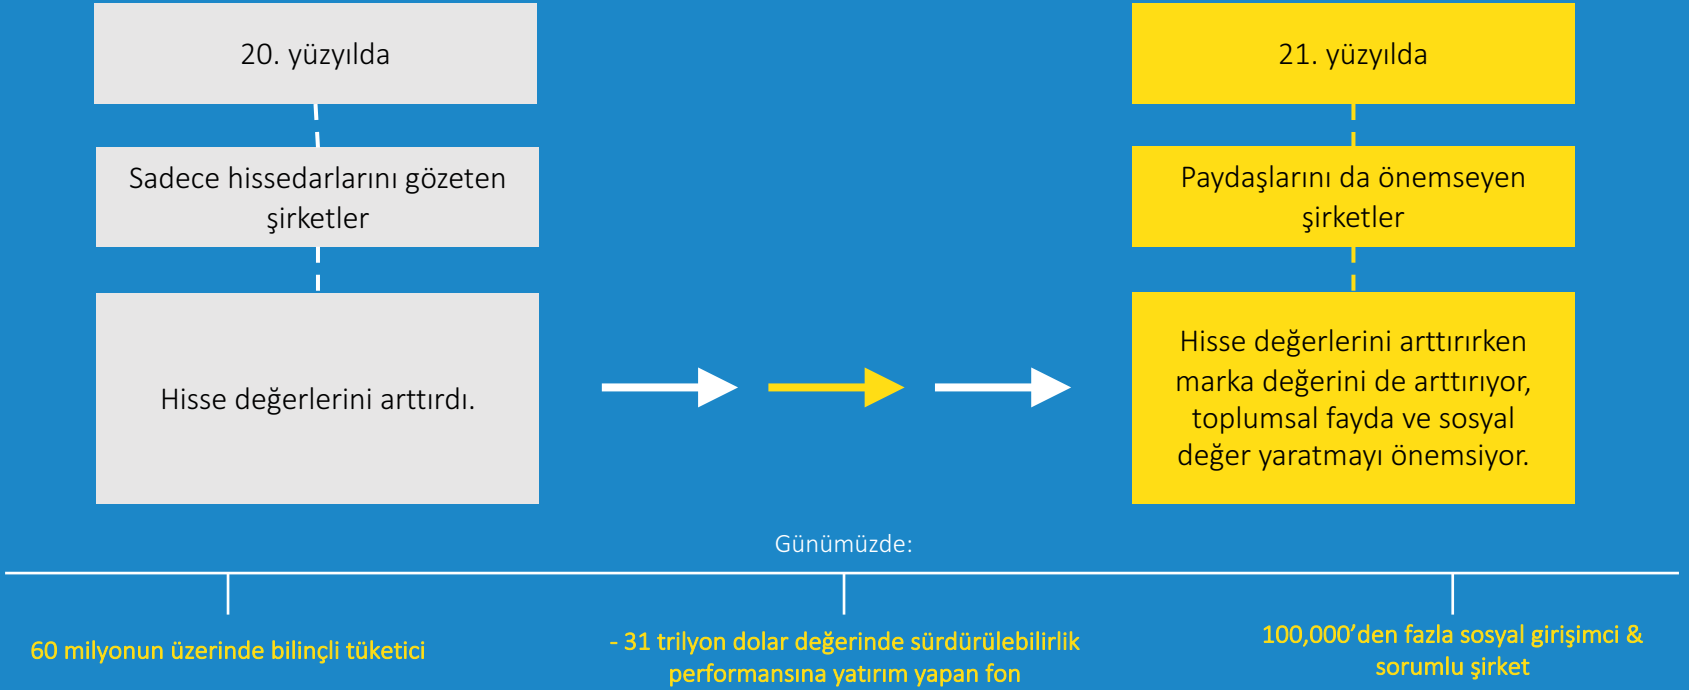 20. yüzyılda
Sadece hissedarlarını gözeten
şirketler
Hisse değerlerini arttırdı.
21. yüzyılda
Paydaşlarını da önemseyen
şirketler
Hisse değerlerini arttırırken
marka değerini de arttırıyor,
toplumsal fayda ve sosyal
değer yaratmayı önemsiyor.
Günümüzde:
60 milyonun üzerinde bilinçli tüketici
- 31 trilyon dolar değerinde sürdürülebilirlik
performansına yatırım yapan fon
100,000’den fazla sosyal girişimci &
sorumlu şirket